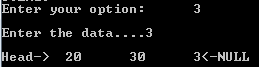 Enter your option:      3
Enter the data....3
Head->  20      30      3<-NULL